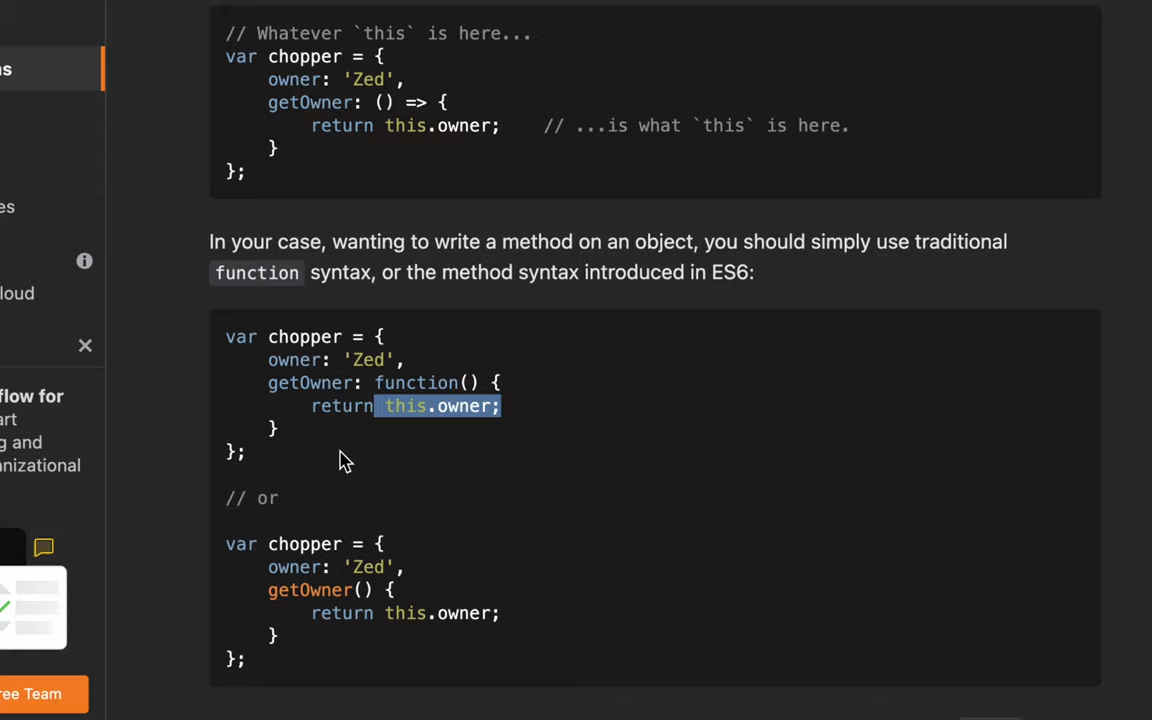 // Whatever `this` is here...
var chopper = {
    owner: 'Zed',
    getOwner: () => {
        return this.owner;    // ...is what `this` is here.
    }
};
In your case, wanting to write a method on an object, you should simply use traditional
function syntax, or the method syntax introduced in ES6:
var chopper = {
    owner: 'Zed',
    getOwner: function() {
        return this.owner;
    }
};
// or
var chopper = {
    owner: 'Zed',
    getOwner() {
        return this.owner;
    }
};
s
es
loud
flow for
art
g and
anizational
ree Team